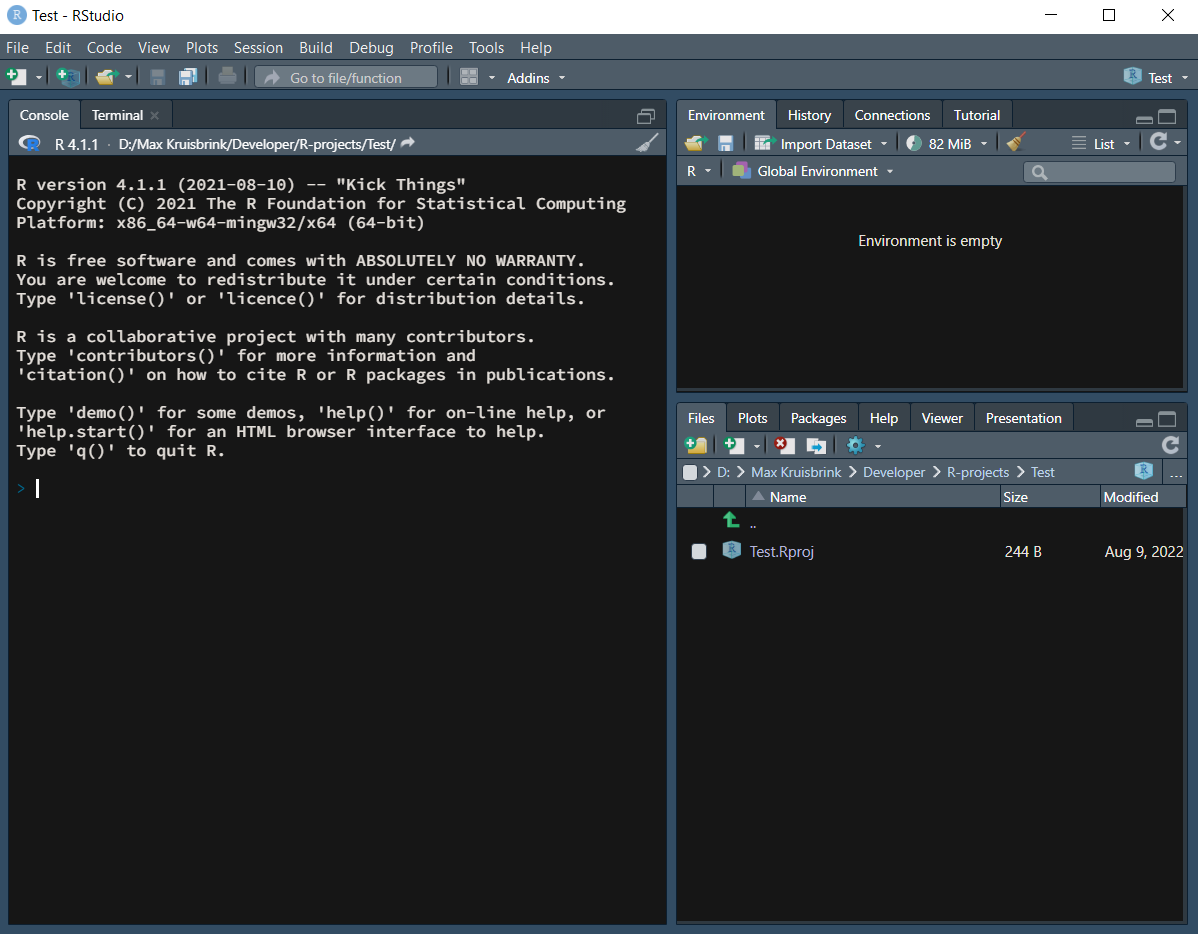 Test - RStudio
File Edit Code View Plots Session Build Debug Profile Tools Help
Go to file/function Addins Test
Console Terminal
R 4.1.1 · D:/Max Kruisbrink/Developer/R-projects/Test/
R version 4.1.1 (2021-08-10) -- "Kick Things"
Copyright (C) 2021 The R Foundation for Statistical Computing
Platform: x86_64-w64-mingw32/x64 (64-bit)
R is free software and comes with ABSOLUTELY NO WARRANTY.
You are welcome to redistribute it under certain conditions.
Type 'license()' or 'licence()' for distribution details.
R is a collaborative project with many contributors.
Type 'contributors()' for more information and
'citation()' on how to cite R or R packages in publications.
Type 'demo()' for some demos, 'help()' for on-line help, or
'help.start()' for an HTML browser interface to help.
Type 'q()' to quit R.
>
Environment History Connections Tutorial
Import Dataset 82 MiB List
R Global Environment
Environment is empty
Files Plots Packages Help Viewer Presentation
D: Max Kruisbrink Developer R-projects Test ...
Name Size Modified
..
Test.Rproj 244 B Aug 9, 2022